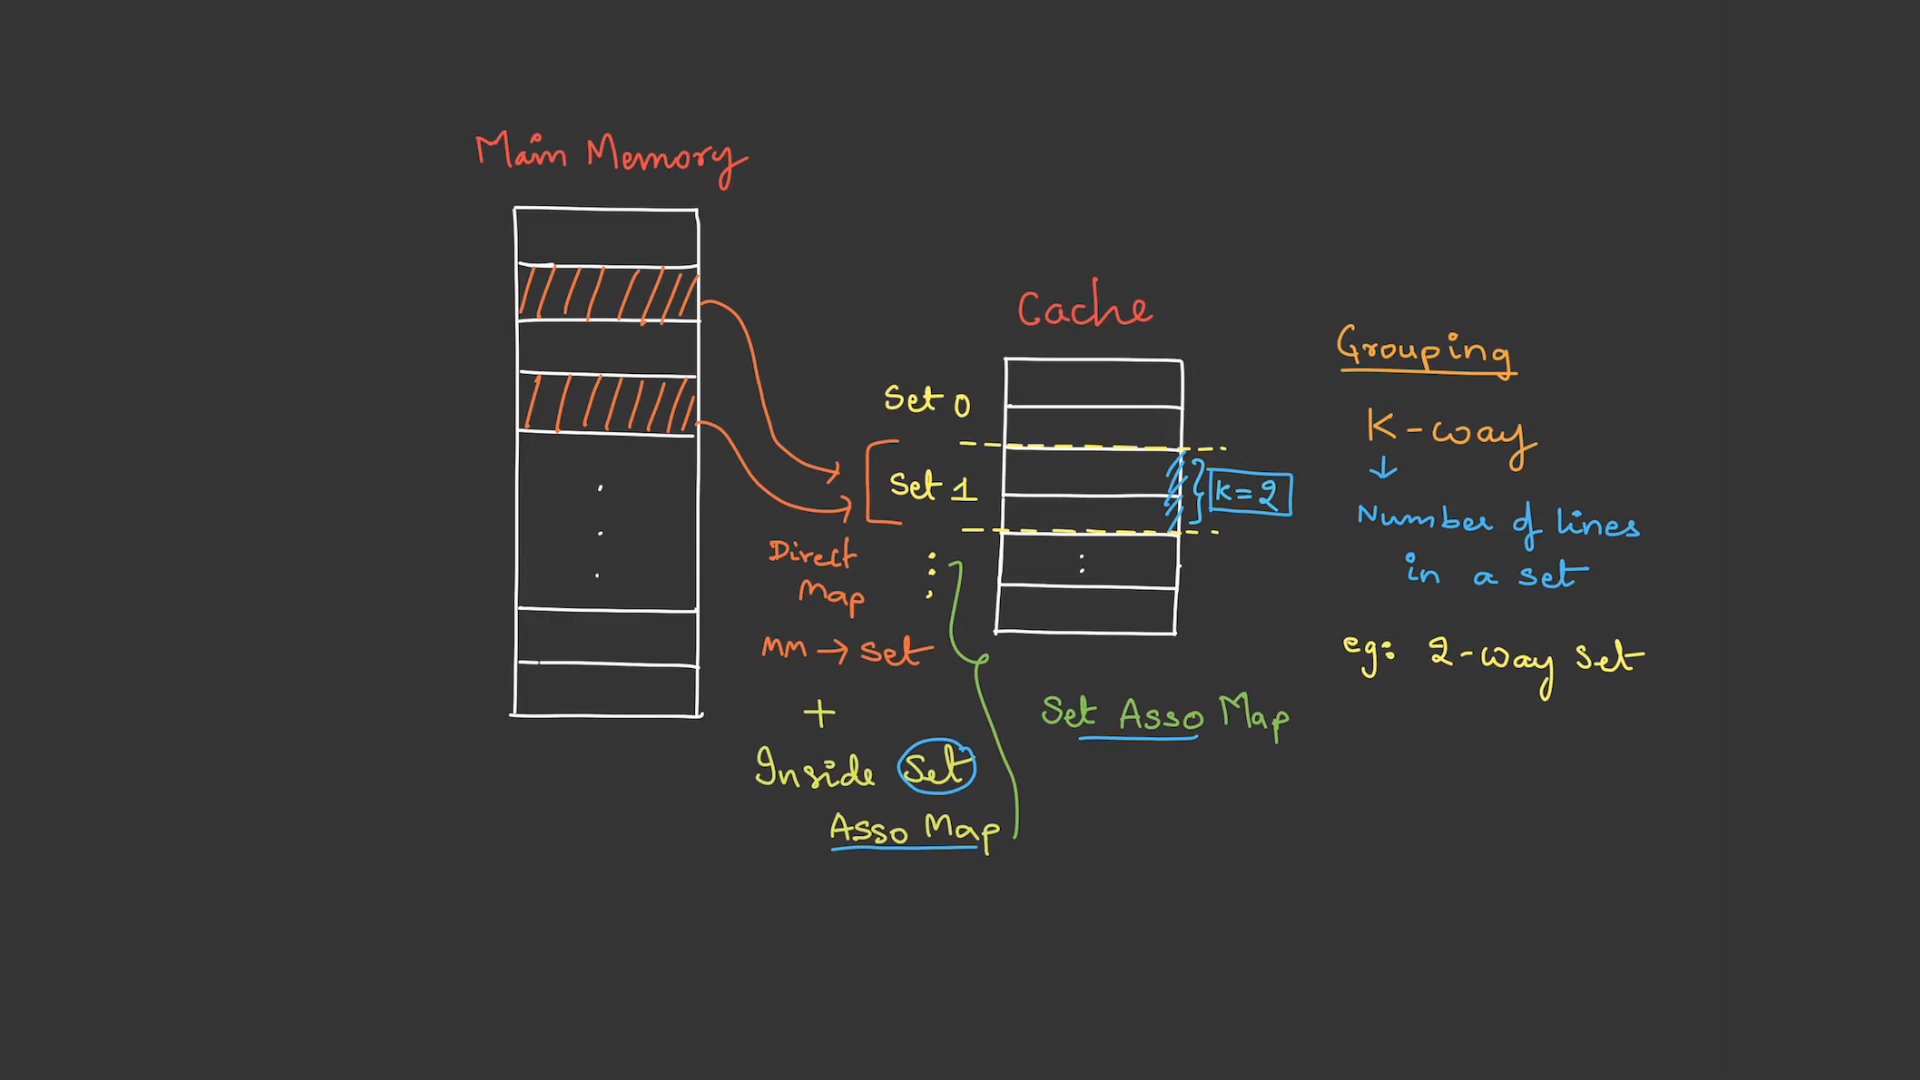 Main Memory
Cache
Set 0
Set 1
K=2
Direct
Map
MM → Set
+
Inside Set
Asso Map
Set Asso Map
Grouping
K-way
↓
Number of lines
in a set
eg: 2-way Set